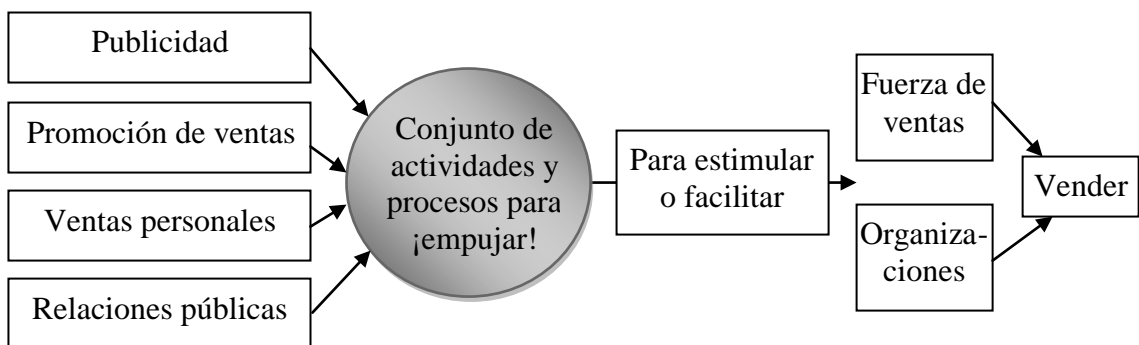 Publicidad
Promoción de ventas
Ventas personales
Relaciones públicas
Conjunto de
actividades y
procesos para
¡empujar!
Para estimular
o facilitar
Fuerza de
ventas
Organiza-
ciones
Vender